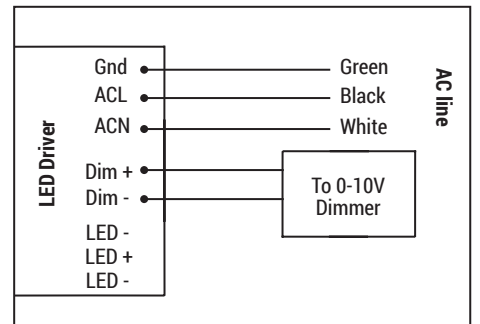 Gnd Green
ACL Black
ACN White
AC line
LED Driver
Dim +
Dim -
To 0-10V
Dimmer
LED -
LED +
LED -